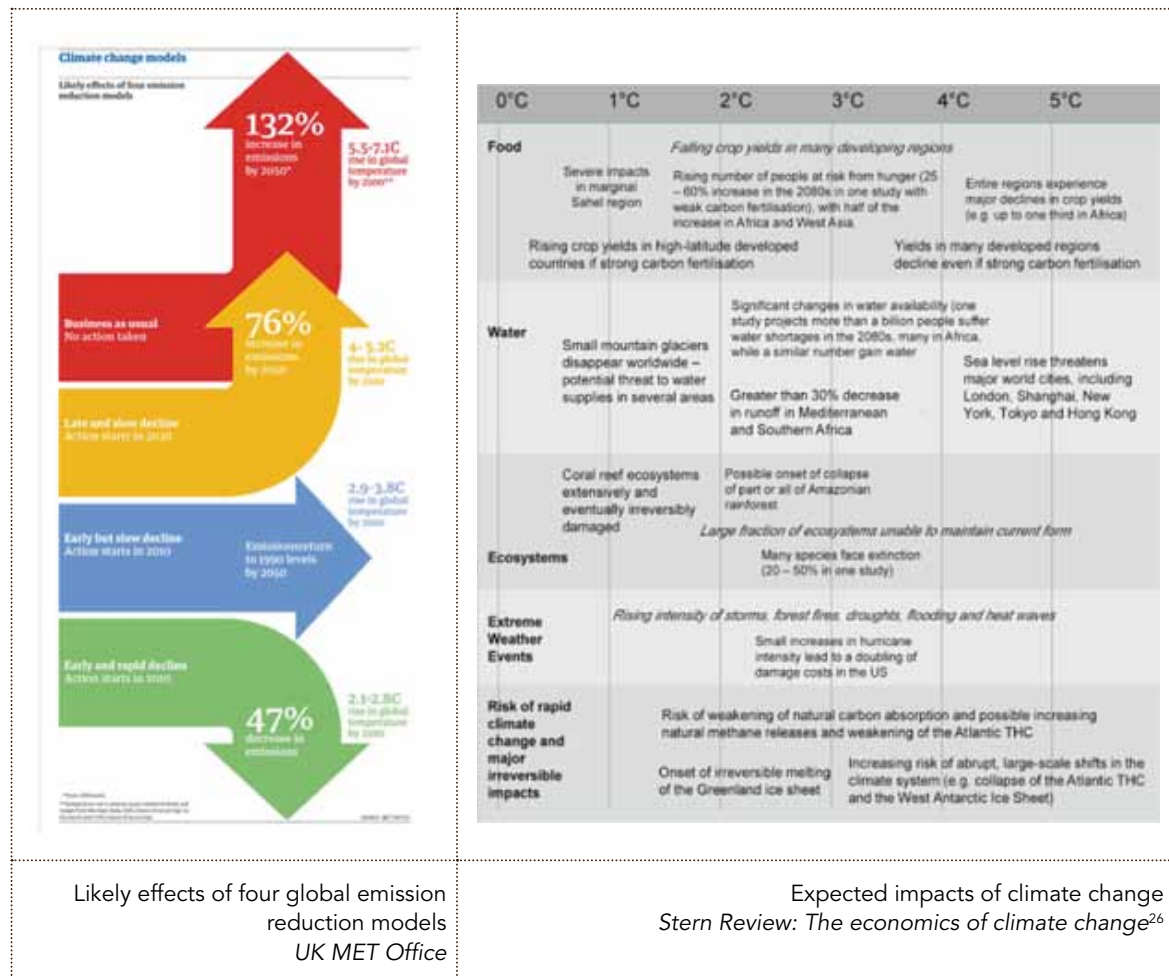 Climate change models
Likely effects of four emission
reduction models
132%
increase in
emissions
by 2050*
5.5-7.1C
rise in global
temperature
by 2100**
Business as usual
No action taken
76%
increase in
emissions
by 2050
4- 5.2C
rise in global
temperature
by 2100
Late and slow decline
Action starts in 2030
2.9-3.8C
rise in global
temperature
by 2100
Early but slow decline
Action starts in 2010
Emissions return
to 1990 levels
by 2050
Early and rapid decline
Action starts in 2010
2.1-2.8C
rise in global
temperature
by 2100
47%
decrease in
emissions
Likely effects of four global emission
reduction models
UK MET Office
0°C 1°C 2°C 3°C 4°C 5°C
Food
Falling crop yields in many developing regions
Severe impacts
in marginal
Sahel region
Rising number of people at risk from hunger (25
– 60% increase in the 2080s in one study with
weak carbon fertilisation), with half of the
increase in Africa and West Asia.
Entire regions experience
major declines in crop yields
(e.g. up to one third in Africa)
Rising crop yields in high-latitude developed
countries if strong carbon fertilisation
Yields in many developed regions
decline even if strong carbon fertilisation
Water
Small mountain glaciers
disappear worldwide –
potential threat to water
supplies in several areas
Significant changes in water availability (one
study projects more than a billion people suffer
water shortages in the 2080s, many in Africa,
while a similar number gain water
Greater than 30% decrease
in runoff in Mediterranean
and Southern Africa
Sea level rise threatens
major world cities, including
London, Shanghai, New
York, Tokyo and Hong Kong
Ecosystems
Coral reef ecosystems
extensively and
eventually irreversibly
damaged
Possible onset of collapse
of part or all of Amazonian
rainforest
Large fraction of ecosystems unable to maintain current form
Many species face extinction
(20 – 50% in one study)
Extreme
Weather
Events
Rising intensity of storms, forest fires, droughts, flooding and heat waves
Small increases in hurricane
intensity lead to a doubling of
damage costs in the US
Risk of rapid
climate
change and
major
irreversible
impacts
Risk of weakening of natural carbon absorption and possible increasing
natural methane releases and weakening of the Atlantic THC
Onset of irreversible melting
of the Greenland ice sheet
Increasing risk of abrupt, large-scale shifts in the
climate system (e.g. collapse of the Atlantic THC
and the West Antarctic Ice Sheet)
Expected impacts of climate change
Stern Review: The economics of climate change26